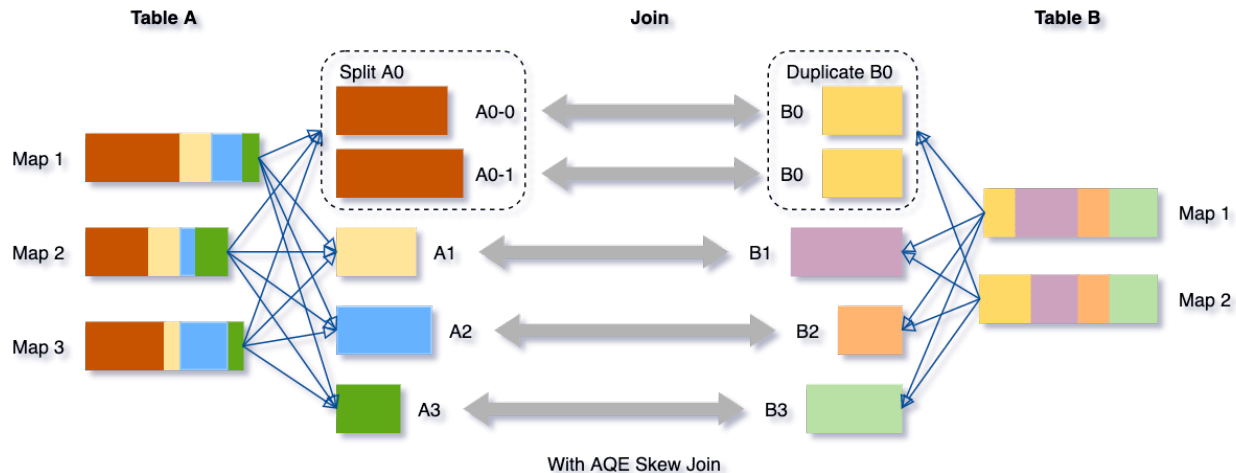 Table A
Join
Table B
Split A0
Duplicate B0
A0-0
B0
Map 1
A0-1
B0
Map 1
Map 2
A1
B1
Map 2
Map 3
A2
B2
A3
B3
With AQE Skew Join